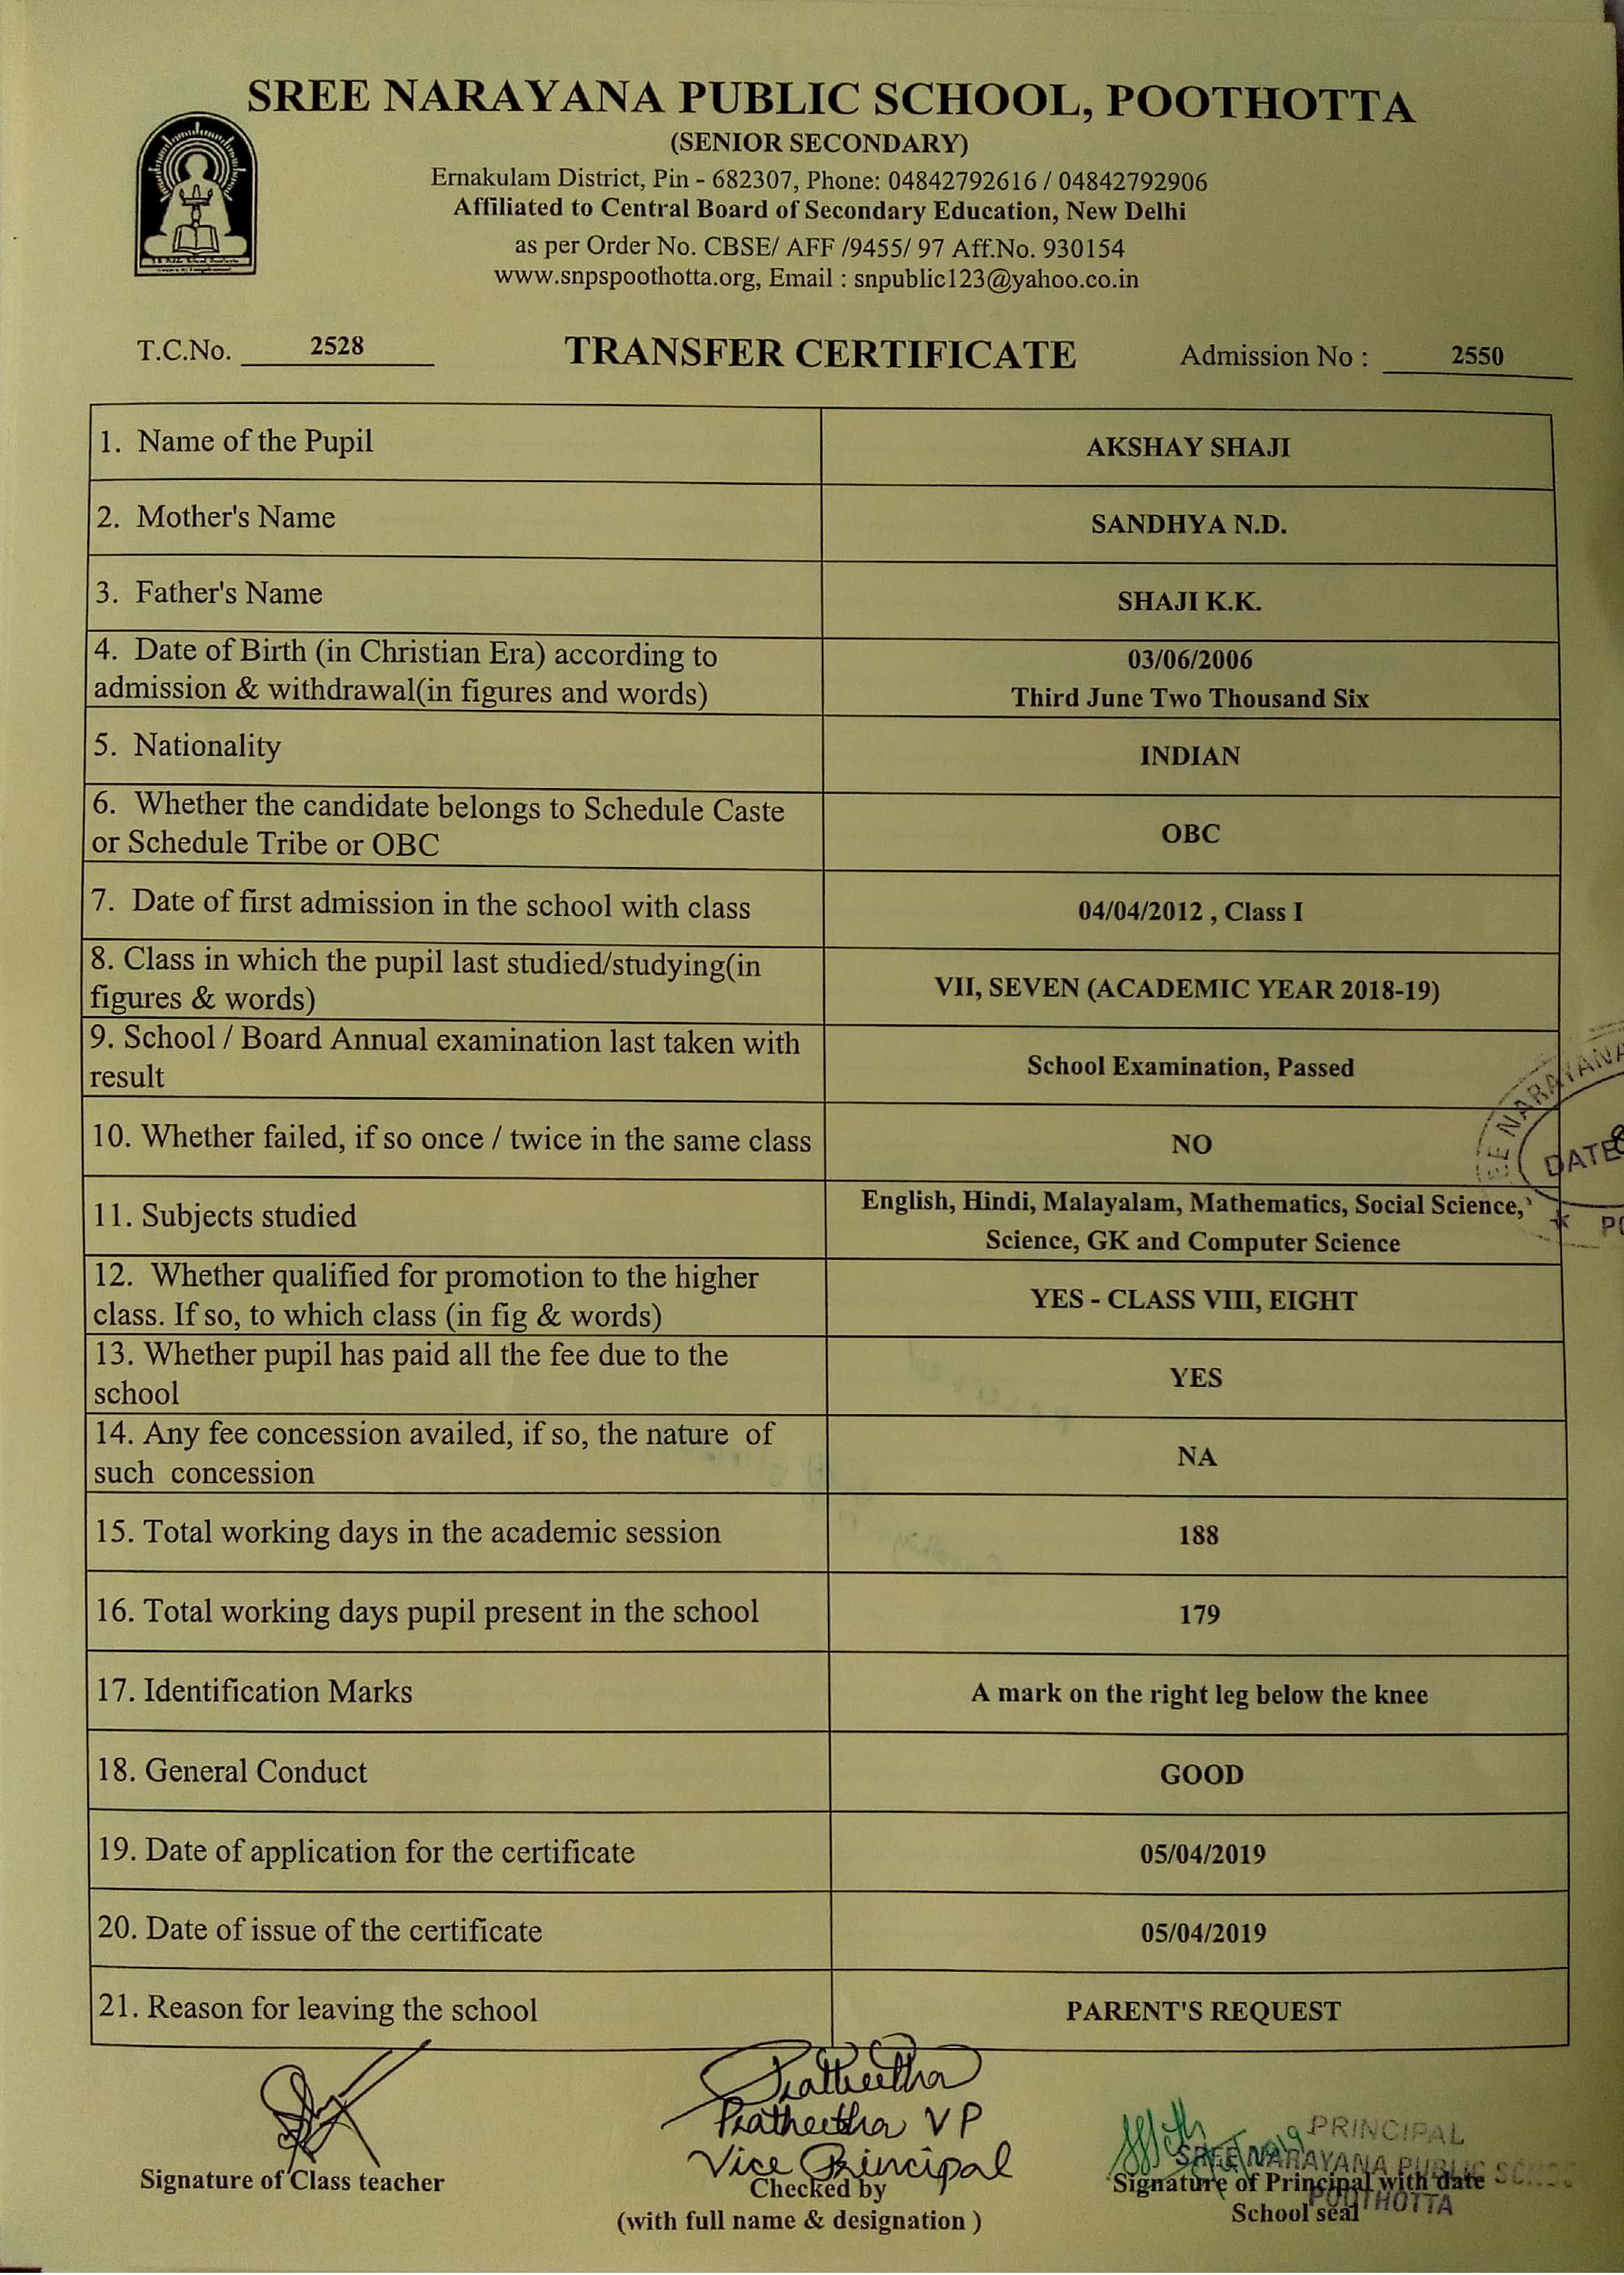 SREE NARAYANA PUBLIC SCHOOL, POOTHOTTA
(SENIOR SECONDARY)
Ernakulam District, Pin - 682307, Phone: 04842792616 / 04842792906
Affiliated to Central Board of Secondary Education, New Delhi
as per Order No. CBSE/ AFF /9455/ 97 Aff.No. 930154
www.snpspoothotta.org, Email : snpublic123@yahoo.co.in
T.C.No. 2528 TRANSFER CERTIFICATE Admission No : 2550
1. Name of the Pupil AKSHAY SHAJI
2. Mother's Name SANDHYA N.D.
3. Father's Name SHAJI K.K.
4. Date of Birth (in Christian Era) according to
admission & withdrawal(in figures and words)
03/06/2006
Third June Two Thousand Six
5. Nationality INDIAN
6. Whether the candidate belongs to Schedule Caste
or Schedule Tribe or OBC
OBC
7. Date of first admission in the school with class 04/04/2012 , Class I
8. Class in which the pupil last studied/studying(in
figures & words)
VII, SEVEN (ACADEMIC YEAR 2018-19)
9. School / Board Annual examination last taken with
result
School Examination, Passed
10. Whether failed, if so once / twice in the same class NO
11. Subjects studied
English, Hindi, Malayalam, Mathematics, Social Science,
Science, GK and Computer Science
12. Whether qualified for promotion to the higher
class. If so, to which class (in fig & words)
YES - CLASS VIII, EIGHT
13. Whether pupil has paid all the fee due to the
school
YES
14. Any fee concession availed, if so, the nature of
such concession
NA
15. Total working days in the academic session 188
16. Total working days pupil present in the school 179
17. Identification Marks A mark on the right leg below the knee
18. General Conduct GOOD
19. Date of application for the certificate 05/04/2019
20. Date of issue of the certificate 05/04/2019
21. Reason for leaving the school PARENT'S REQUEST
EE NARAYANA
DATE
Pratheetha
Pratheetha V P
Vice Principal
PRINCIPAL
SREE NARAYANA PUBLIC
POOTHOTTA
Signature of Class teacher
Checked by
(with full name & designation )
Signature of Principal with date
School seal